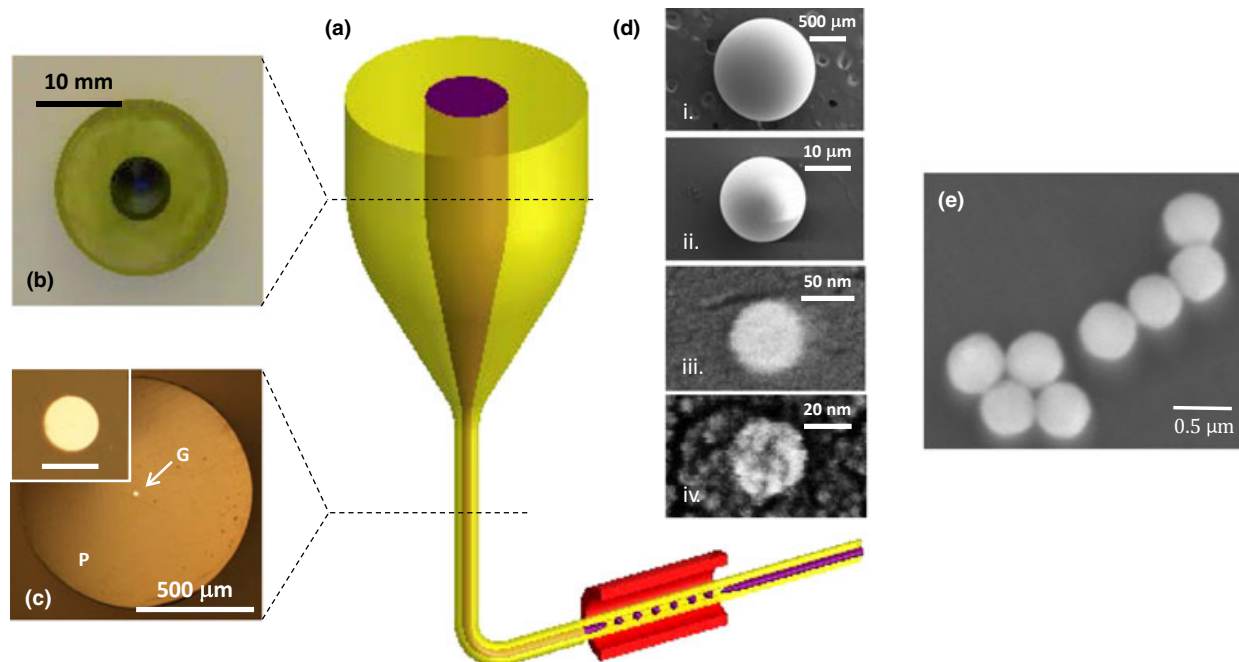 (a)
10 mm
(b)
G
P
500 μm
(c)
(d)
500 μm
i.
10 μm
ii.
50 nm
iii.
20 nm
iv.
(e)
0.5 μm